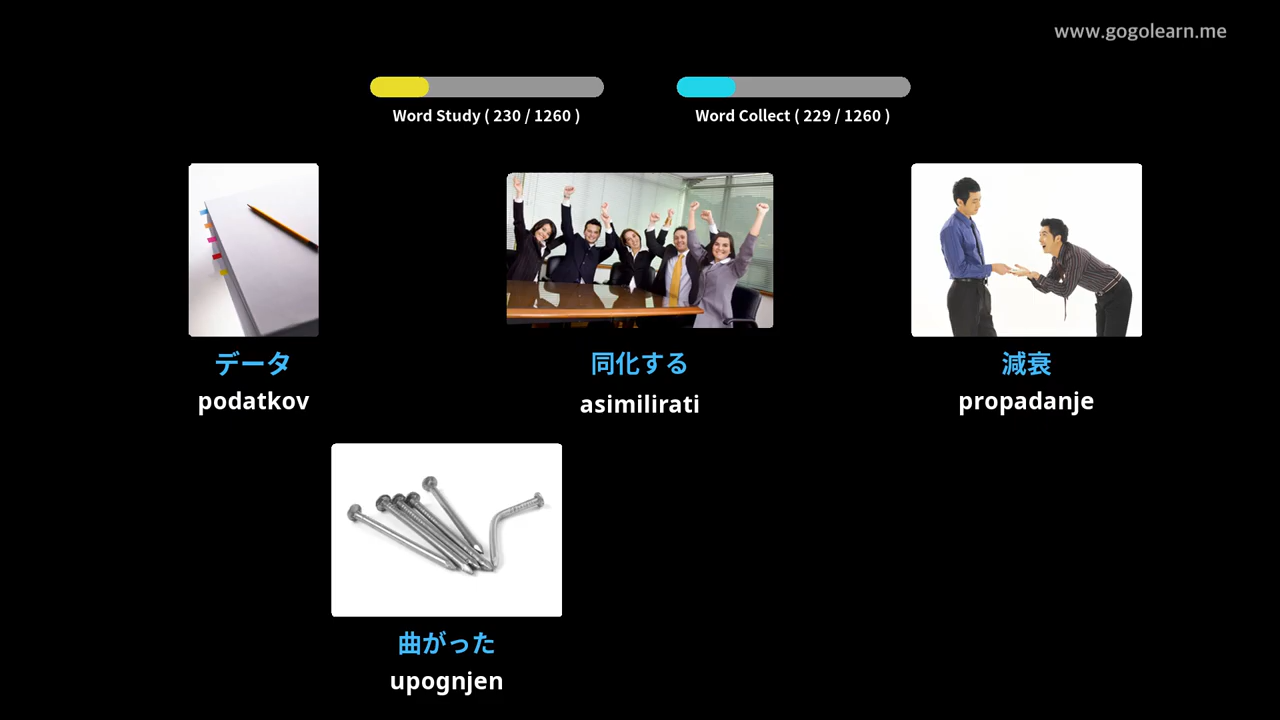 www.gogolearn.me
Word Study ( 230 / 1260 )
Word Collect ( 229 / 1260 )
データ
podatkov
同化する
asimilirati
減衰
propadanje
曲がった
upognjen